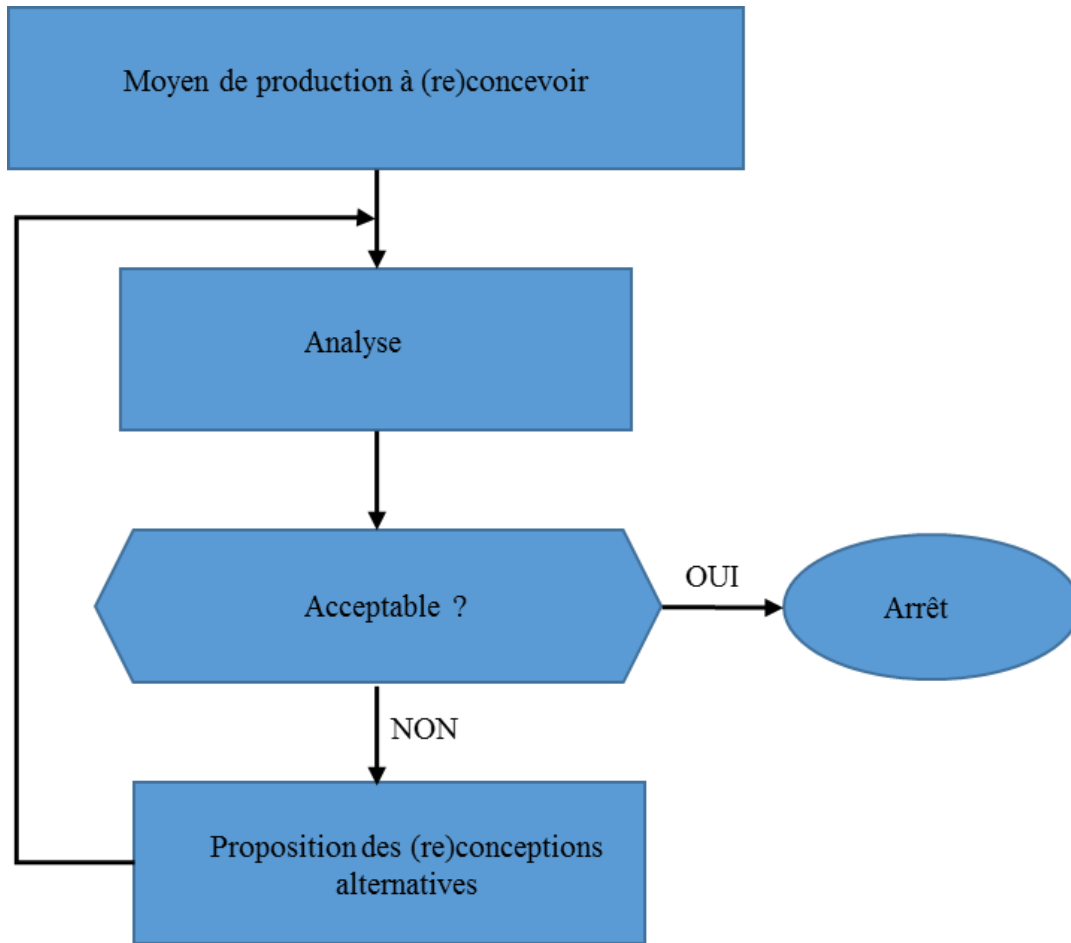 Moyen de production à (re)concevoir
Analyse
Acceptable ?
OUI
Arrêt
NON
Proposition des (re)conceptions
alternatives